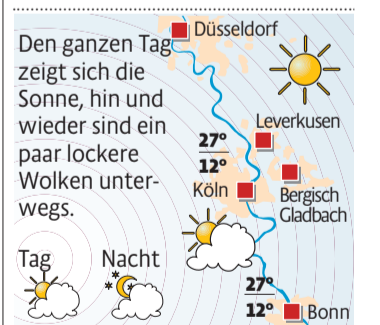 Den ganzen Tag
zeigt sich die
Sonne, hin und
wieder sind ein
paar lockere
Wolken unter-
wegs.
Düsseldorf
Leverkusen
27°
12°
Köln
Bergisch
Gladbach
Tag
Nacht
27°
12°
Bonn